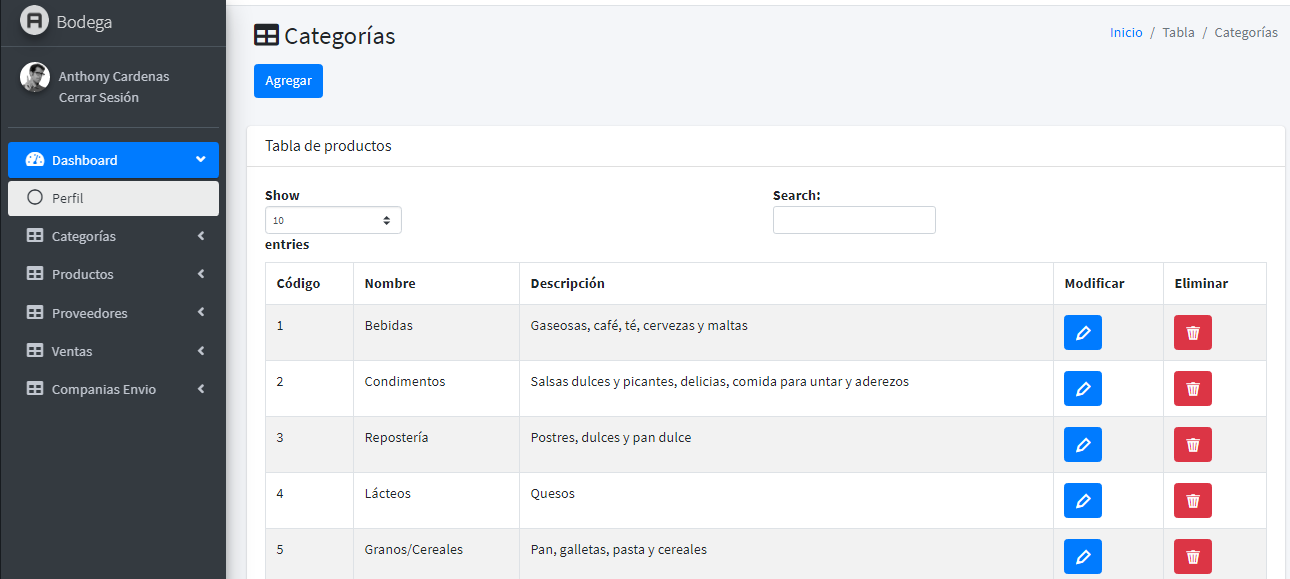 Bodega
Anthony Cardenas
Cerrar Sesión
Dashboard
Perfil
Categorías
Productos
Proveedores
Ventas
Companias Envio
Categorías
Inicio / Tabla / Categorías
Agregar
Tabla de productos
Show
10
entries
Search:
Código Nombre Descripción Modificar Eliminar
1 Bebidas Gaseosas, café, té, cervezas y maltas
2 Condimentos Salsas dulces y picantes, delicias, comida para untar y aderezos
3 Repostería Postres, dulces y pan dulce
4 Lácteos Quesos
5 Granos/Cereales Pan, galletas, pasta y cereales